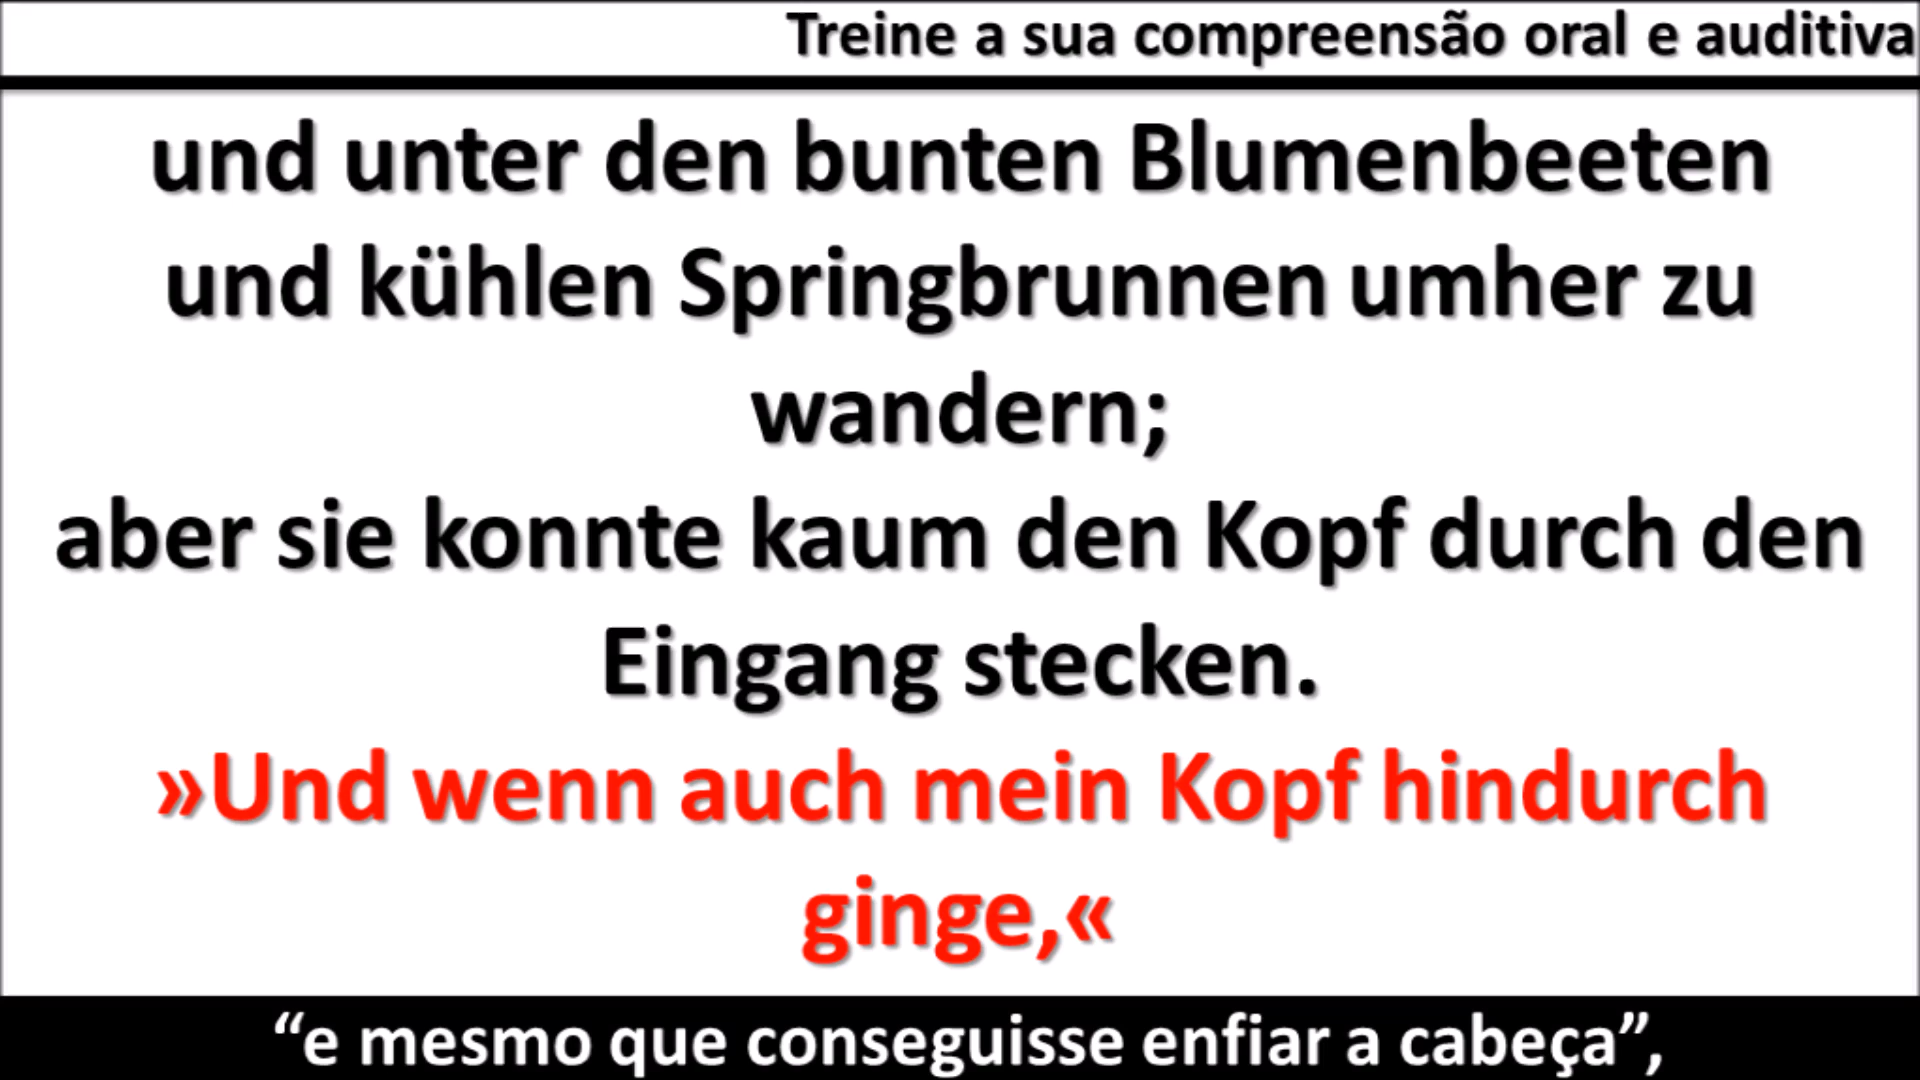 Treine a sua compreensão oral e auditiva
und unter den bunten Blumenbeeten
und kühlen Springbrunnen umher zu
wandern;
aber sie konnte kaum den Kopf durch den
Eingang stecken.
»Und wenn auch mein Kopf hindurch
ginge,«
“e mesmo que conseguisse enfiar a cabeça”,